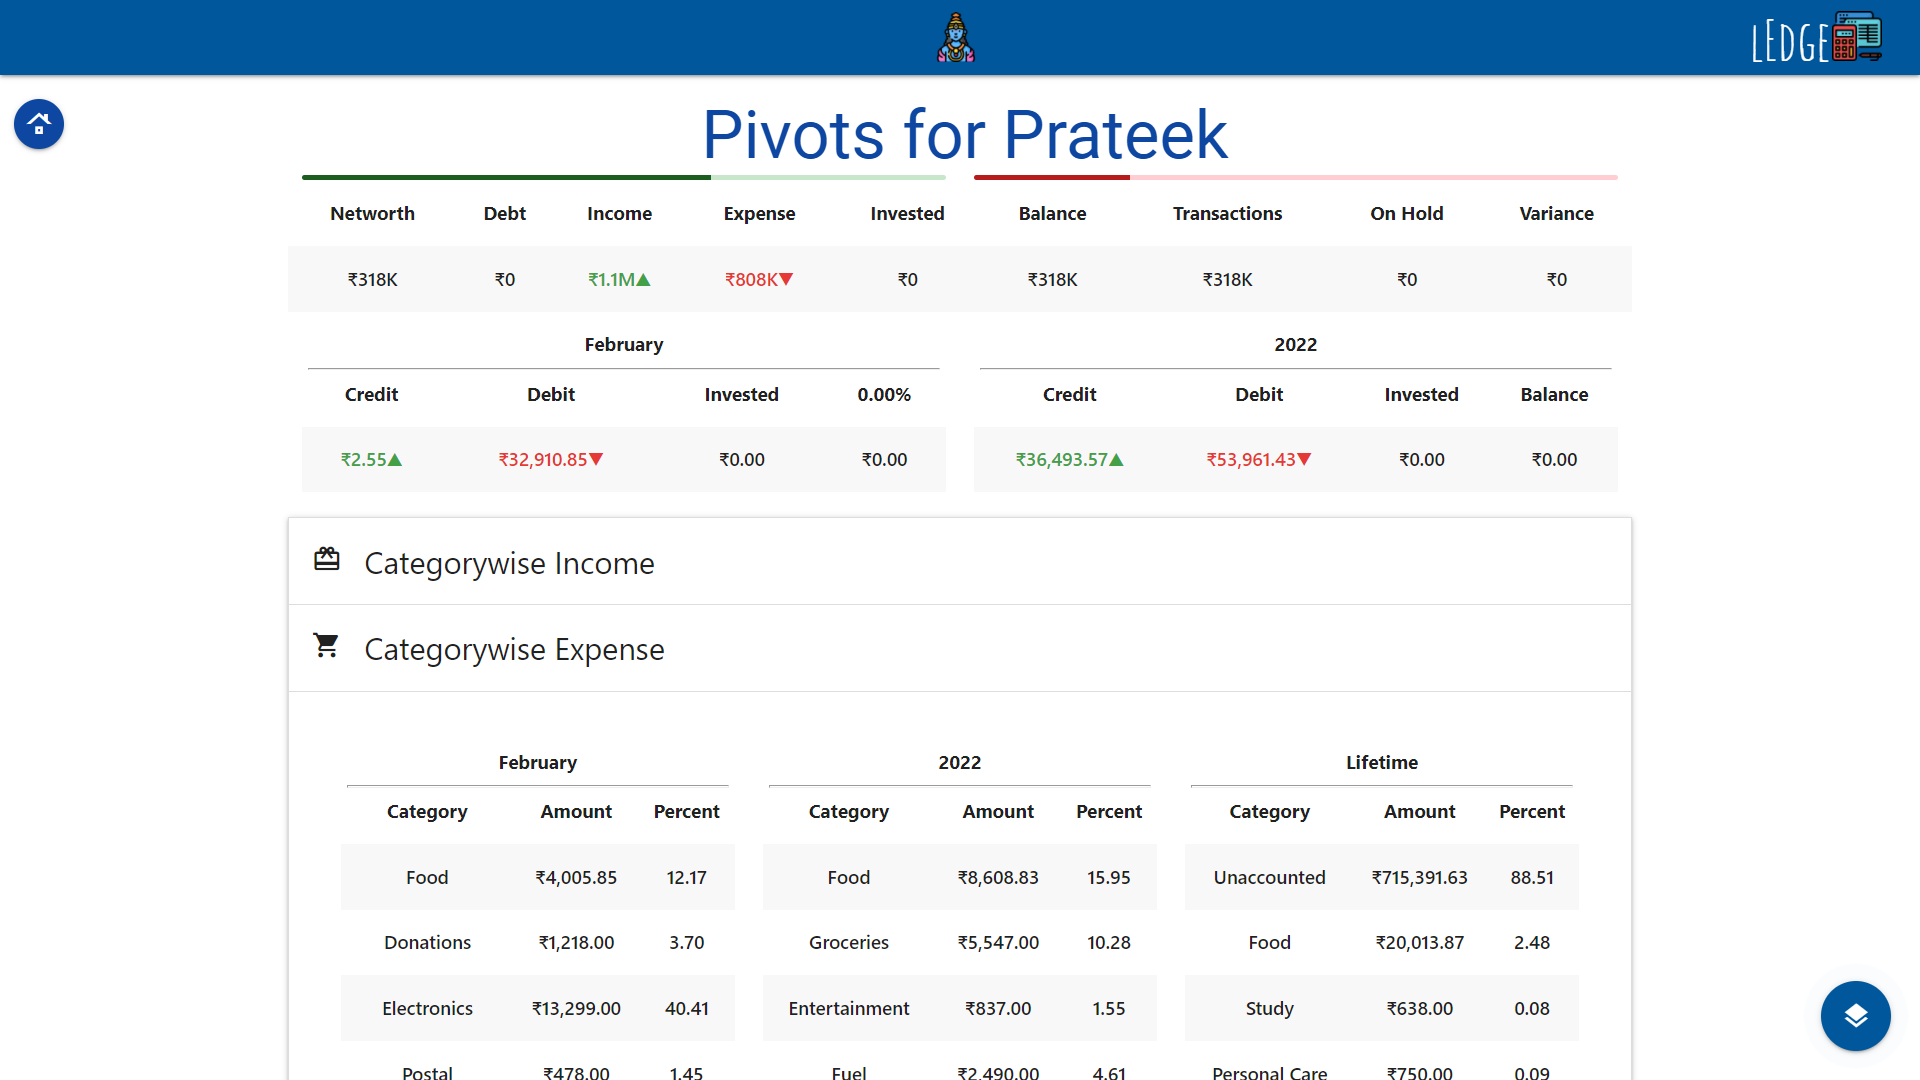 lEDGE
Pivots for Prateek
Networth Debt Income Expense Invested Balance Transactions On Hold Variance
₹318K ₹0 ₹1.1M▲ ₹808K▼ ₹0 ₹318K ₹318K ₹0 ₹0
February 2022
Credit Debit Invested 0.00% Credit Debit Invested Balance
₹2.55▲ ₹32,910.85▼ ₹0.00 ₹0.00 ₹36,493.57▲ ₹53,961.43▼ ₹0.00 ₹0.00
Categorywise Income
Categorywise Expense
February 2022 Lifetime
Category Amount Percent Category Amount Percent Category Amount Percent
Food ₹4,005.85 12.17 Food ₹8,608.83 15.95 Unaccounted ₹715,391.63 88.51
Donations ₹1,218.00 3.70 Groceries ₹5,547.00 10.28 Food ₹20,013.87 2.48
Electronics ₹13,299.00 40.41 Entertainment ₹837.00 1.55 Study ₹638.00 0.08
Postal ₹478.00 1.45 Fuel ₹2,490.00 4.61 Personal Care ₹750.00 0.09